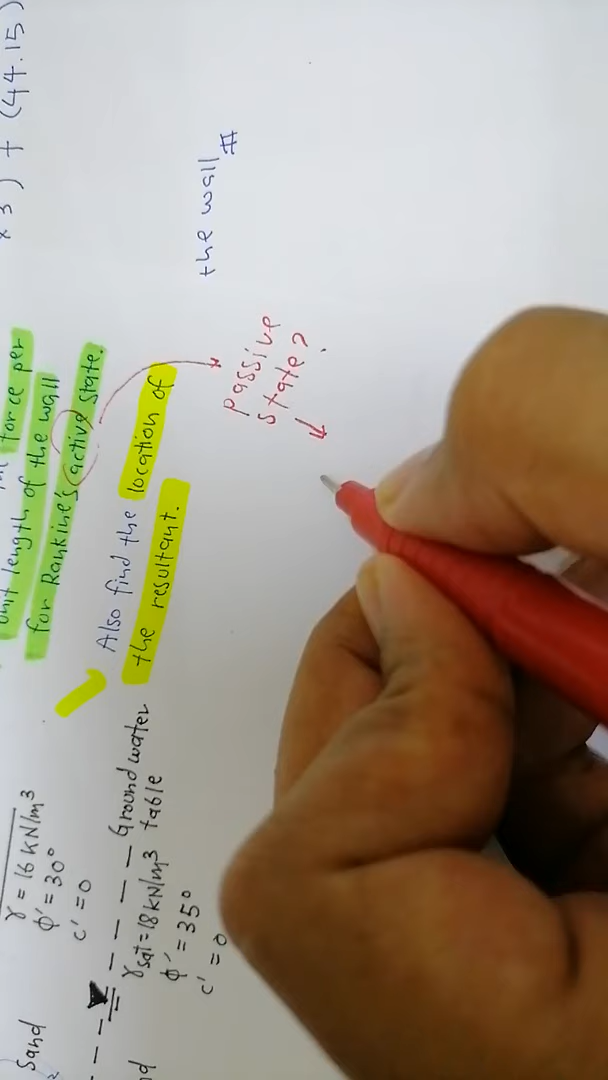 force per
unit length of the wall
for Rankine's active state.
Also find the location of
the resultant.
× 3 ) + (44.15)
the wall #
passive
state?
Sand
γ = 16 kN/m³
φ' = 30°
c' = 0
Groundwater
table
γsat = 18 kN/m³
φ' = 35°
c' = 0